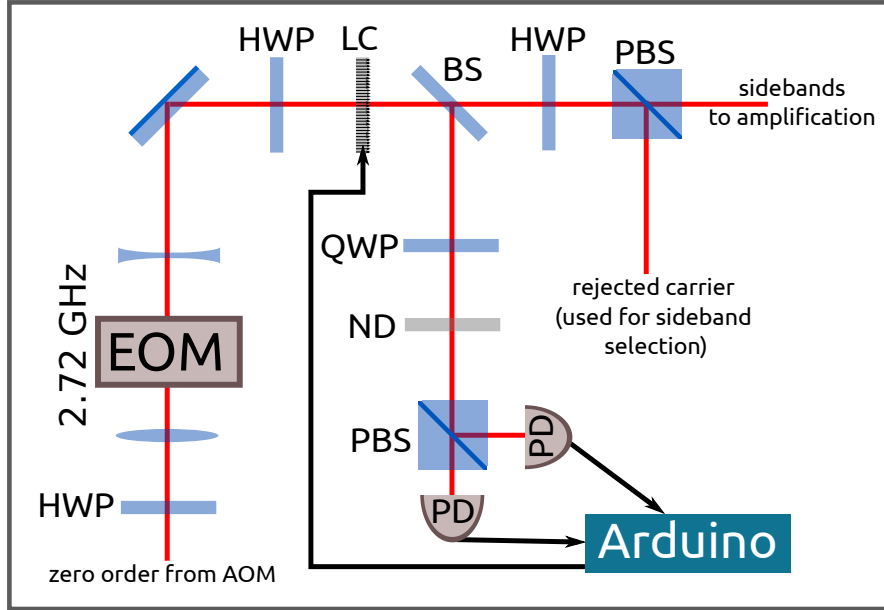 HWP
LC
BS
HWP
PBS
sidebands
to amplification
QWP
rejected carrier
(used for sideband
selection)
2.72 GHz
EOM
ND
PBS
PD
HWP
PD
Arduino
zero order from AOM